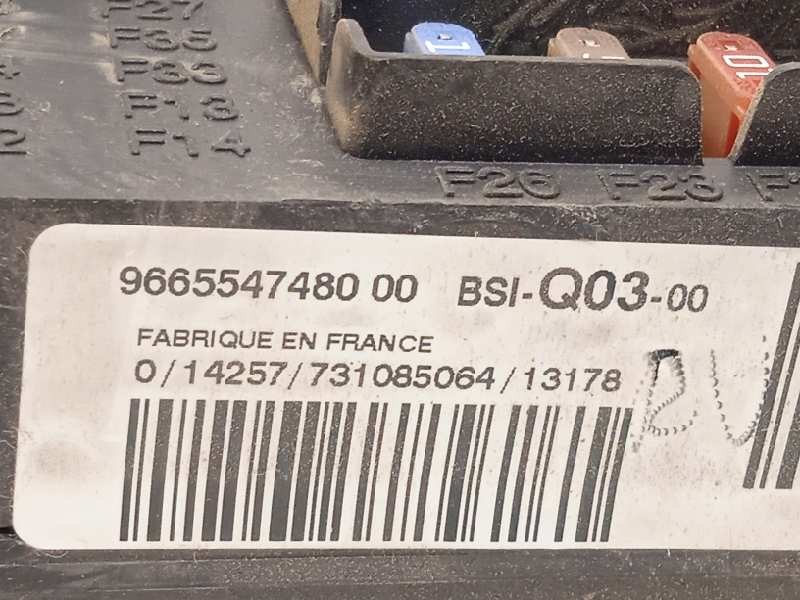 F27
F35
F33
F13
F14
10
F26 F23
9665547480 00 BSI-Q03-00
FABRIQUE EN FRANCE
0/14257/731085064/13178